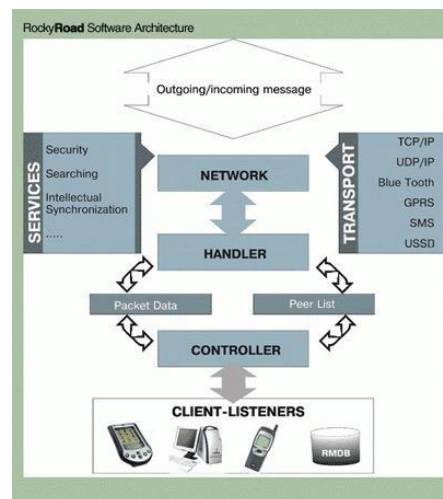 RockyRoad Software Architecture
Outgoing/incoming message
SERVICES
Security
Searching
Intellectual
Synchronization
.....
NETWORK
TRANSPORT
TCP/IP
UDP/IP
Blue Tooth
GPRS
SMS
USSD
HANDLER
Packet Data
Peer List
CONTROLLER
CLIENT-LISTENERS
RMDB